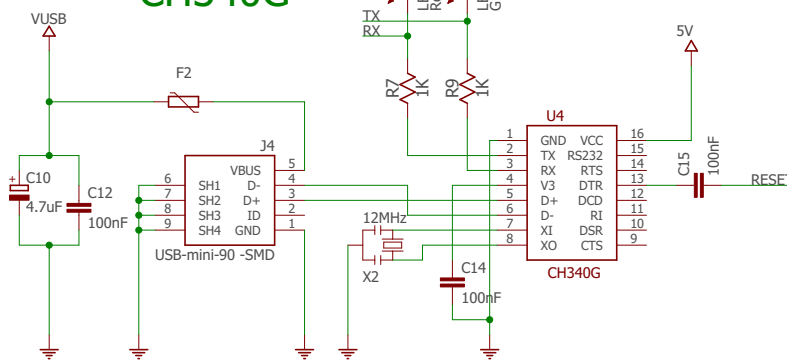 CH340G
VUSB
TX
RX
5V
F2
R7
1K
R9
1K
U4
J4
VBUS 5
D- 4
D+ 3
ID 2
GND 1
6 SH1
7 SH2
8 SH3
9 SH4
USB-mini-90 -SMD
C10
4.7uF
C12
100nF
12MHz
X2
C14
100nF
1 GND VCC 16
2 TX RS232 15
3 RX RTS 14
4 V3 DTR 13
5 D+ DCD 12
6 D- RI 11
7 XI DSR 10
8 XO CTS 9
CH340G
C15
100nF